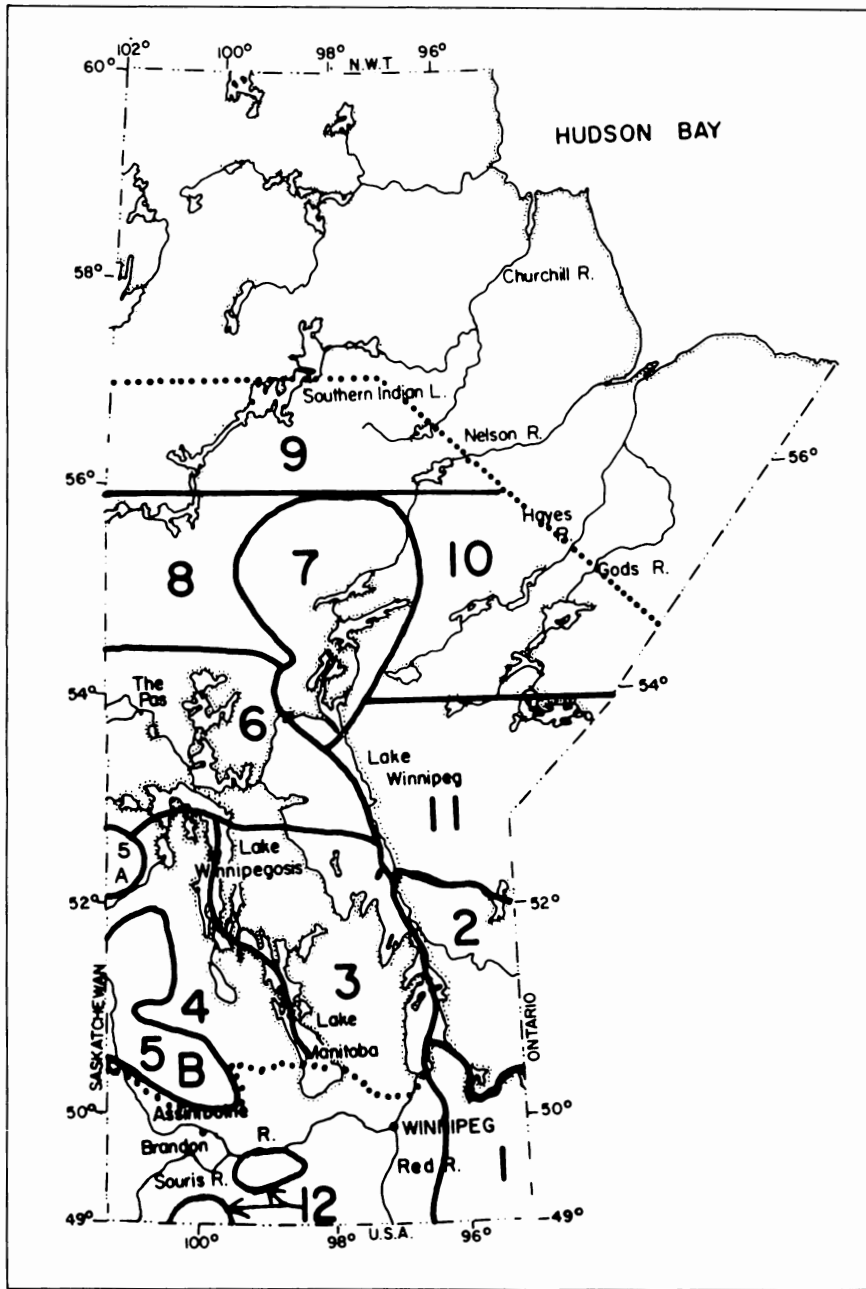 102° 100° 98° 96°
60° N.W.T
HUDSON BAY
58°
Churchill R.
Southern Indian L.
Nelson R.
9
56° 56°
Hayes
R.
8 7 10
Gods R.
The
Pas
54° 54°
6
Lake
Winnipeg
11
5
A
Lake
Winnipegosis
52° 52°
2
SASKATCHEWAN
ONTARIO
4 3
Lake
Manitoba
5 B
50° 50°
Assiniboine
R.
WINNIPEG
Brandon
Red R.
1
Souris R.
12
49° 49°
U.S.A.
100° 98° 96°